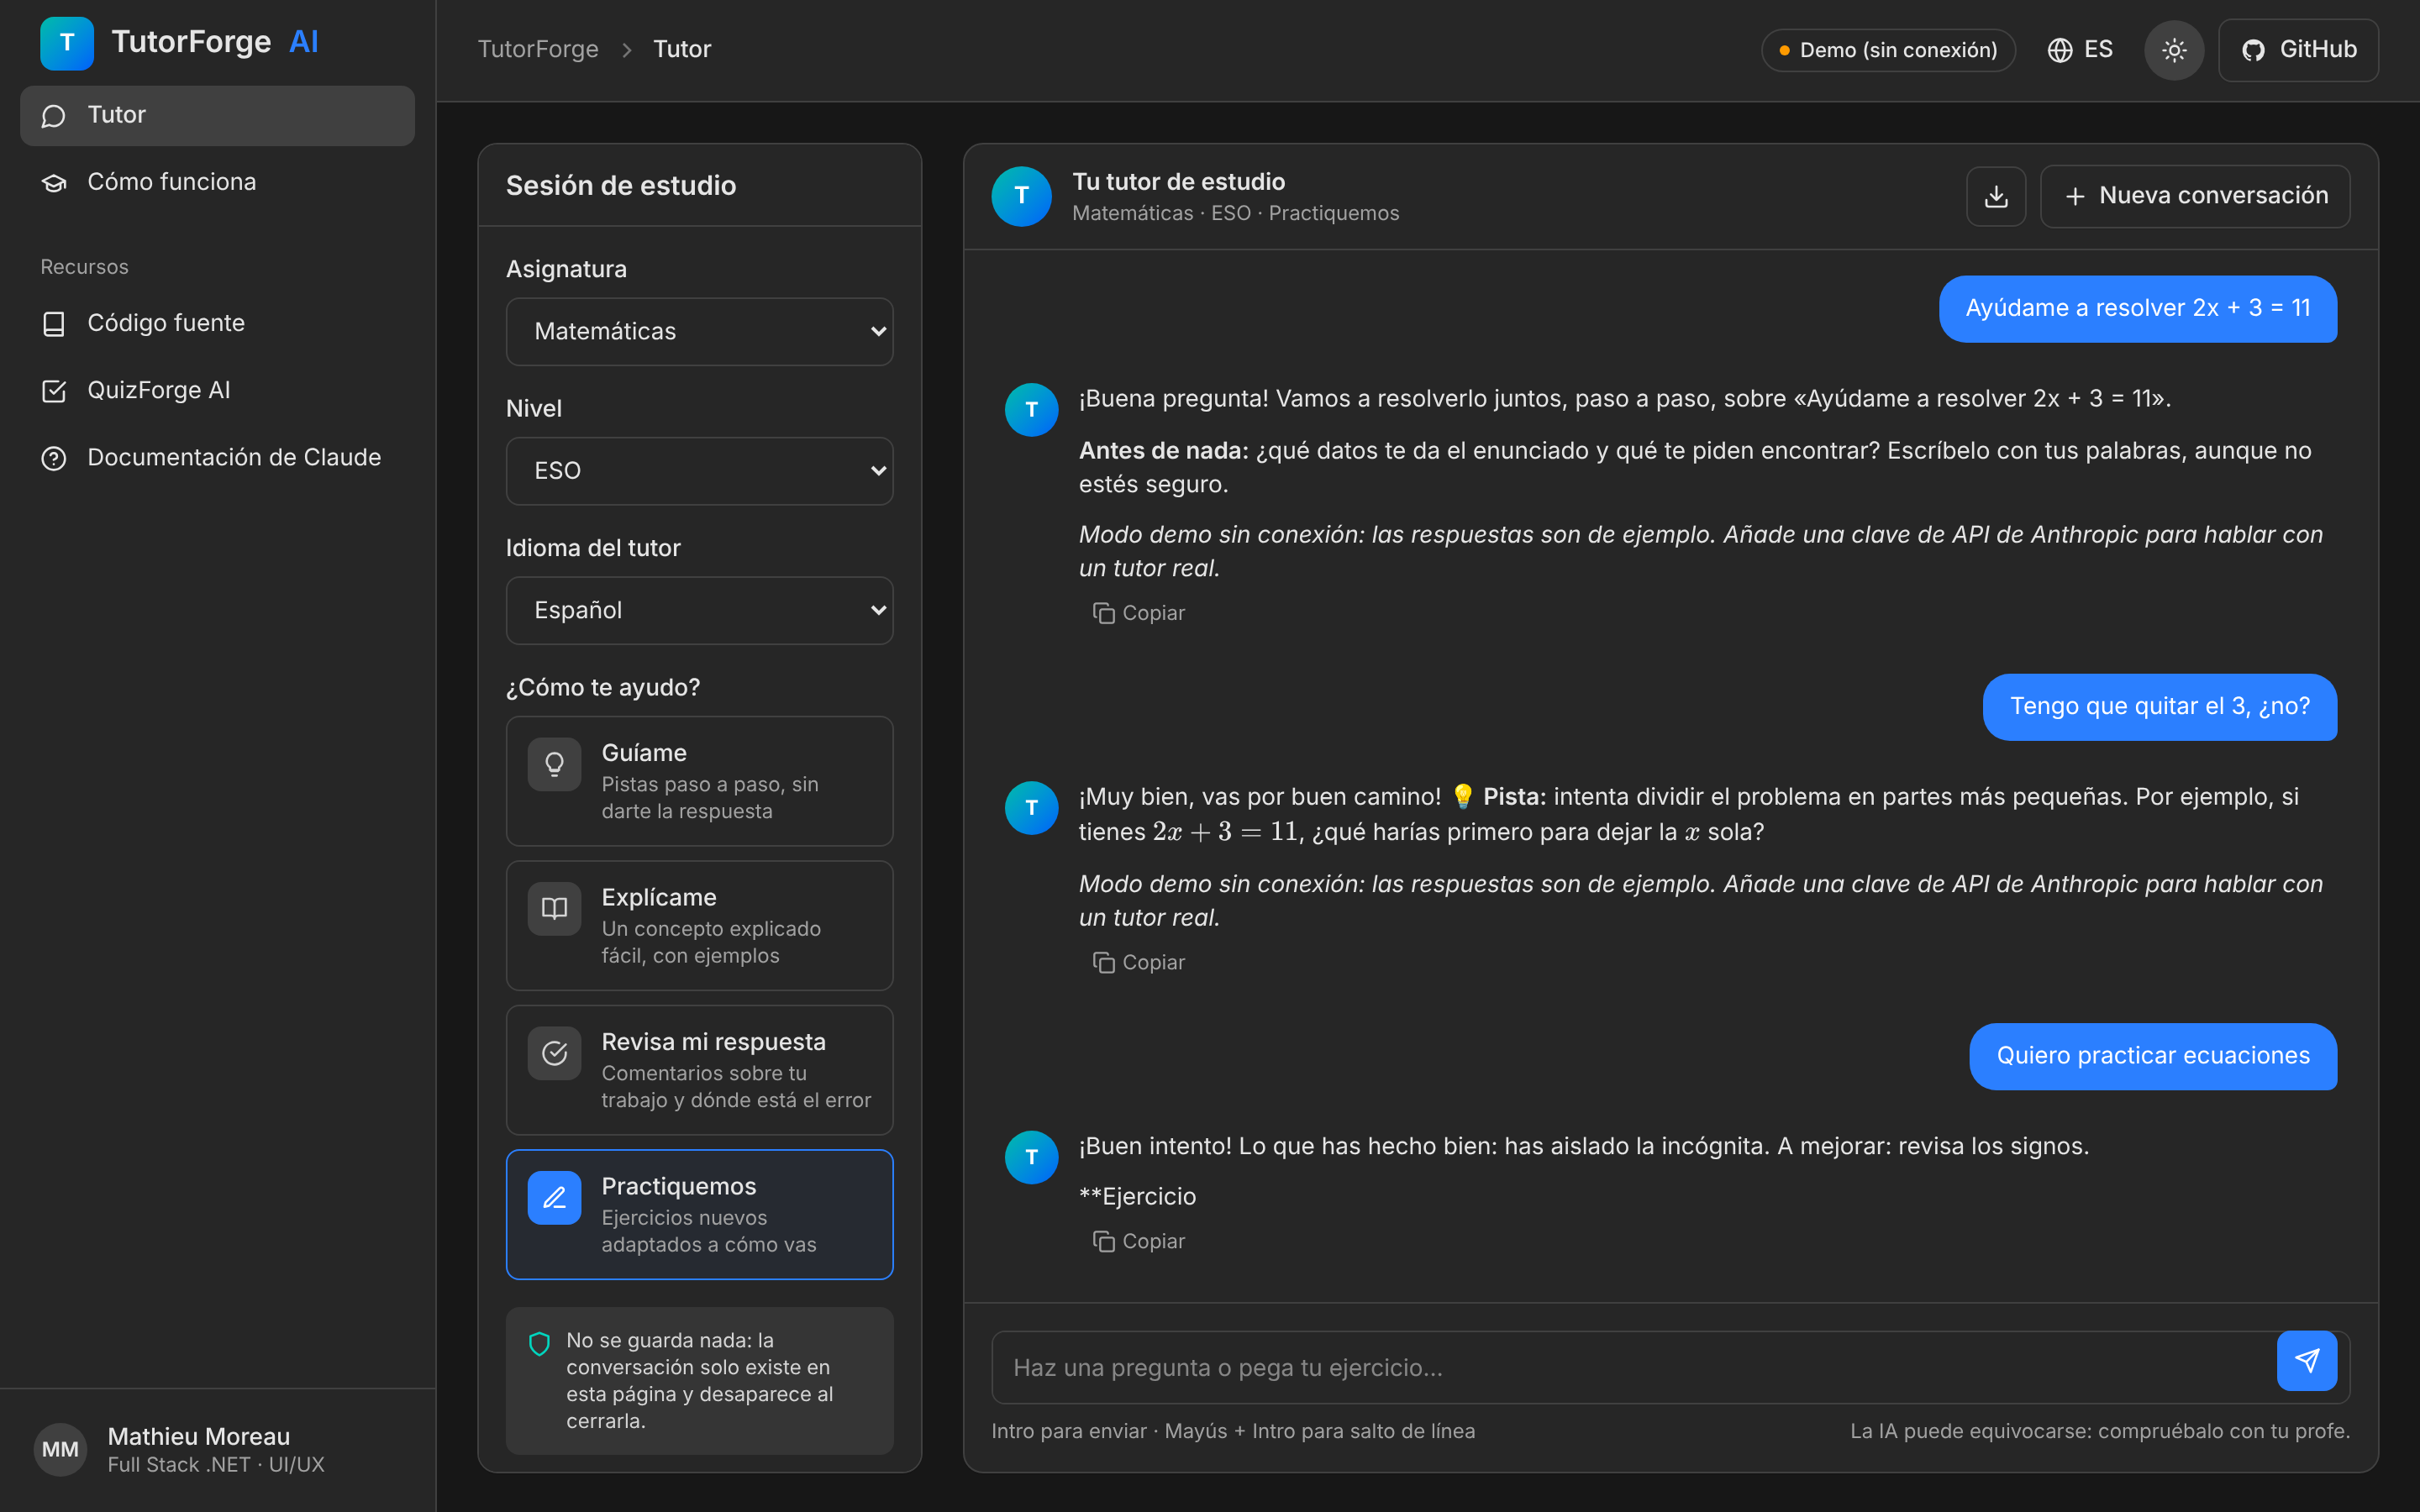 T TutorForge AI
Tutor
Cómo funciona
Recursos
Código fuente
QuizForge AI
Documentación de Claude
MM
Mathieu Moreau
Full Stack .NET · UI/UX
TutorForge > Tutor
Demo (sin conexión)
ES
GitHub
Sesión de estudio
Asignatura
Matemáticas
Nivel
ESO
Idioma del tutor
Español
¿Cómo te ayudo?
Guíame
Pistas paso a paso, sin
darte la respuesta
Explícame
Un concepto explicado
fácil, con ejemplos
Revisa mi respuesta
Comentarios sobre tu
trabajo y dónde está el error
Practiquemos
Ejercicios nuevos
adaptados a cómo vas
No se guarda nada: la
conversación solo existe en
esta página y desaparece al
cerrarla.
T
Tu tutor de estudio
Matemáticas · ESO · Practiquemos
+ Nueva conversación
Ayúdame a resolver 2x + 3 = 11
T
¡Buena pregunta! Vamos a resolverlo juntos, paso a paso, sobre «Ayúdame a resolver 2x + 3 = 11».
Antes de nada: ¿qué datos te da el enunciado y qué te piden encontrar? Escríbelo con tus palabras, aunque no
estés seguro.
Modo demo sin conexión: las respuestas son de ejemplo. Añade una clave de API de Anthropic para hablar con
un tutor real.
Copiar
Tengo que quitar el 3, ¿no?
T
¡Muy bien, vas por buen camino! 💡 Pista: intenta dividir el problema en partes más pequeñas. Por ejemplo, si
tienes 2x + 3 = 11, ¿qué harías primero para dejar la x sola?
Modo demo sin conexión: las respuestas son de ejemplo. Añade una clave de API de Anthropic para hablar con
un tutor real.
Copiar
Quiero practicar ecuaciones
T
¡Buen intento! Lo que has hecho bien: has aislado la incógnita. A mejorar: revisa los signos.
**Ejercicio
Copiar
Haz una pregunta o pega tu ejercicio...
Intro para enviar · Mayús + Intro para salto de línea
La IA puede equivocarse: compruébalo con tu profe.